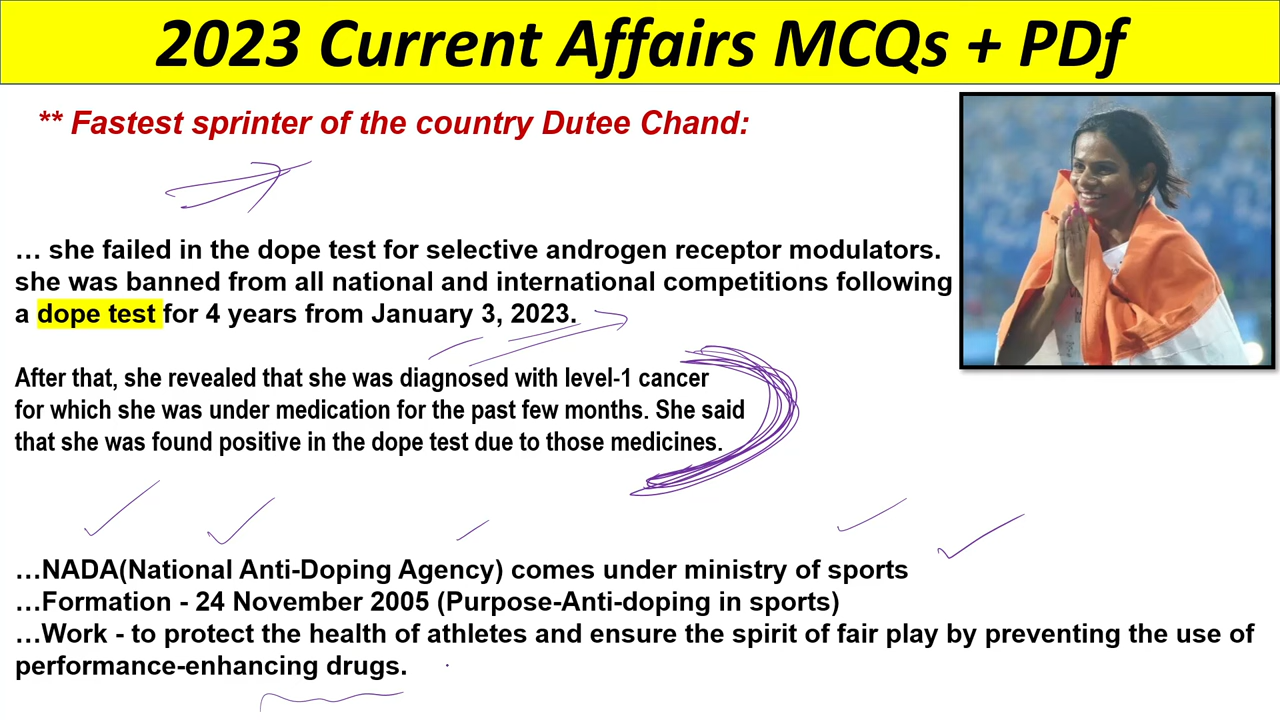 2023 Current Affairs MCQs + PDf
** Fastest sprinter of the country Dutee Chand:
... she failed in the dope test for selective androgen receptor modulators.
she was banned from all national and international competitions following
a dope test for 4 years from January 3, 2023.
After that, she revealed that she was diagnosed with level-1 cancer
for which she was under medication for the past few months. She said
that she was found positive in the dope test due to those medicines.
...NADA(National Anti-Doping Agency) comes under ministry of sports
...Formation - 24 November 2005 (Purpose-Anti-doping in sports)
...Work - to protect the health of athletes and ensure the spirit of fair play by preventing the use of
performance-enhancing drugs.